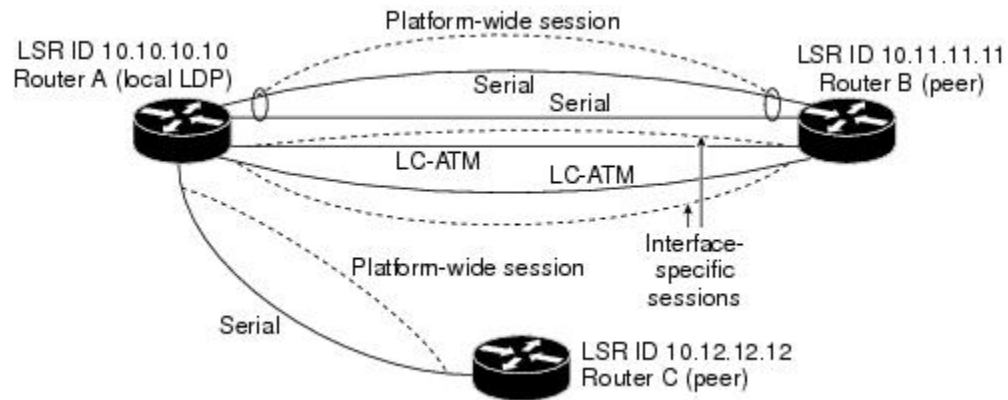 Platform-wide session
LSR ID 10.10.10.10
Router A (local LDP)
LSR ID 10.11.11.11
Router B (peer)
Serial
Serial
LC-ATM
LC-ATM
Interface-
specific
sessions
Platform-wide session
Serial
LSR ID 10.12.12.12
Router C (peer)